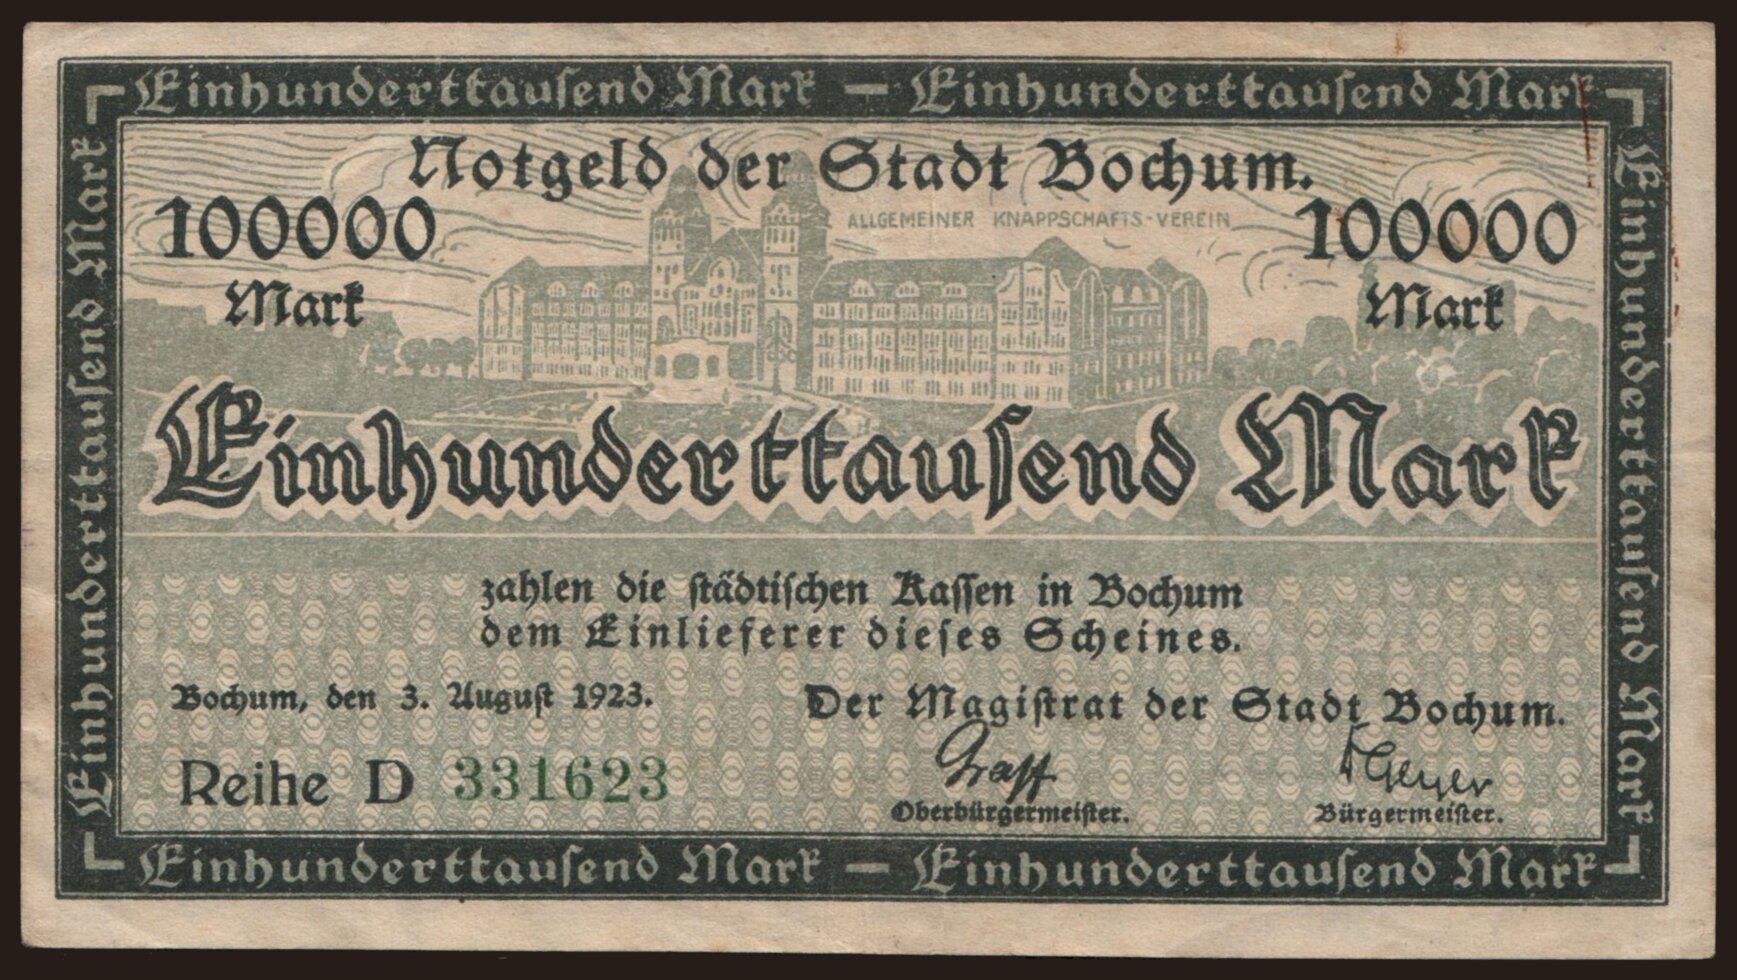 Einhunderttausend Mark — Einhunderttausend Mark
Einhunderttausend Mark
Einhunderttausend Mark
Notgeld der Stadt Bochum.
100000
Mark
ALLGEMEINER KNAPPSCHAFTS-VEREIN
100000
Mark
Einhunderttausend Mark
zahlen die städtischen Kassen in Bochum
dem Einlieferer dieses Scheines.
Bochum, den 3. August 1923.
Der Magistrat der Stadt Bochum.
Reihe D 331623
Graff
Oberbürgermeister.
Geyer
Bürgermeister.
Einhunderttausend Mark — Einhunderttausend Mark